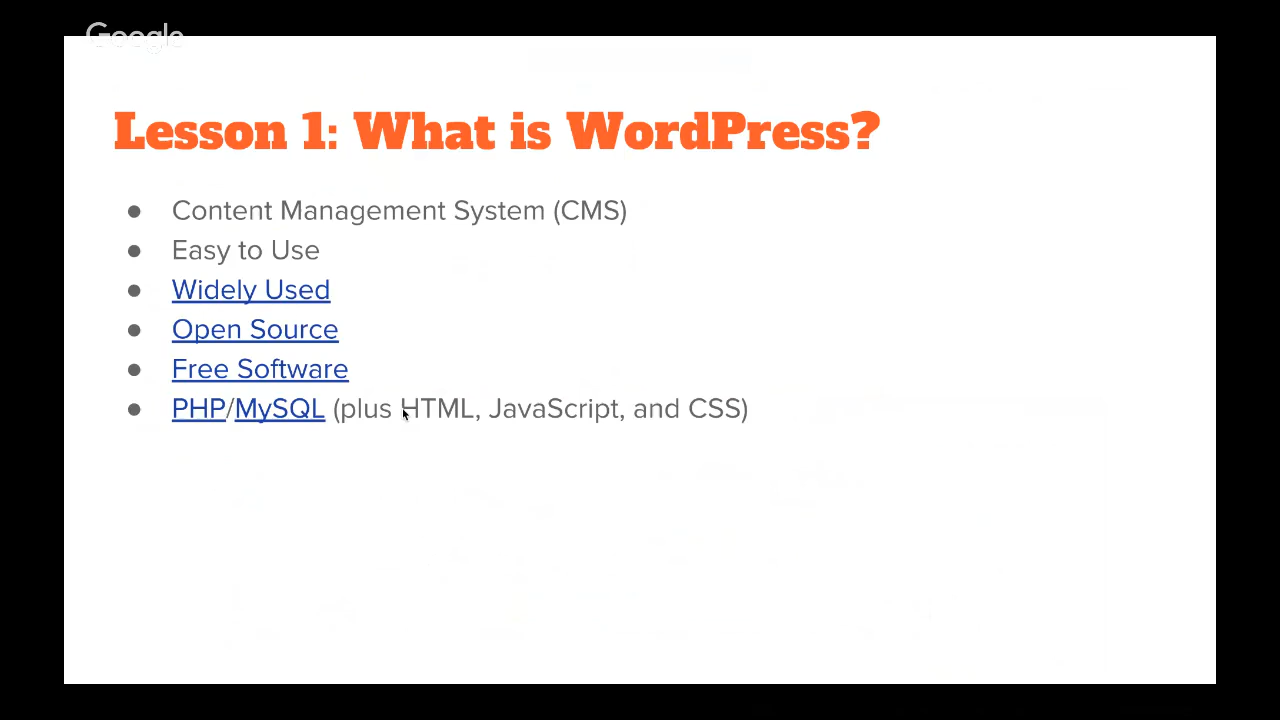 Google
Lesson 1: What is WordPress?
● Content Management System (CMS)
● Easy to Use
● Widely Used
● Open Source
● Free Software
● PHP/MySQL (plus HTML, JavaScript, and CSS)